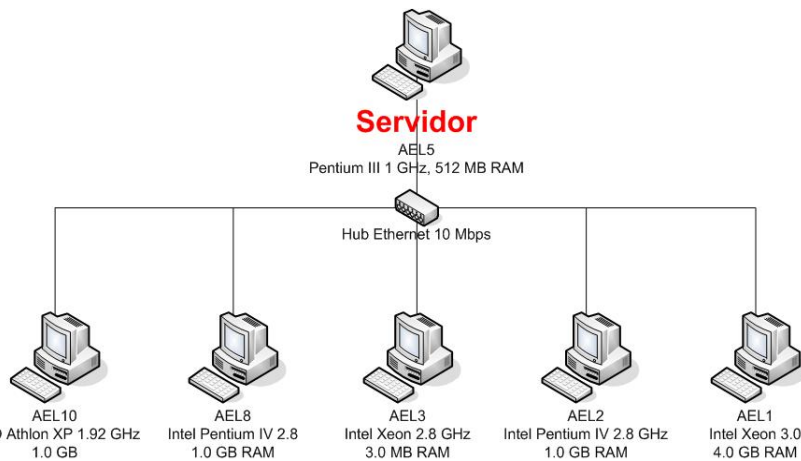 Servidor
AEL5
Pentium III 1 GHz, 512 MB RAM
Hub Ethernet 10 Mbps
AEL10
Athlon XP 1.92 GHz
1.0 GB
AEL8
Intel Pentium IV 2.8
1.0 GB RAM
AEL3
Intel Xeon 2.8 GHz
3.0 MB RAM
AEL2
Intel Pentium IV 2.8 GHz
1.0 GB RAM
AEL1
Intel Xeon 3.0
4.0 GB RAM